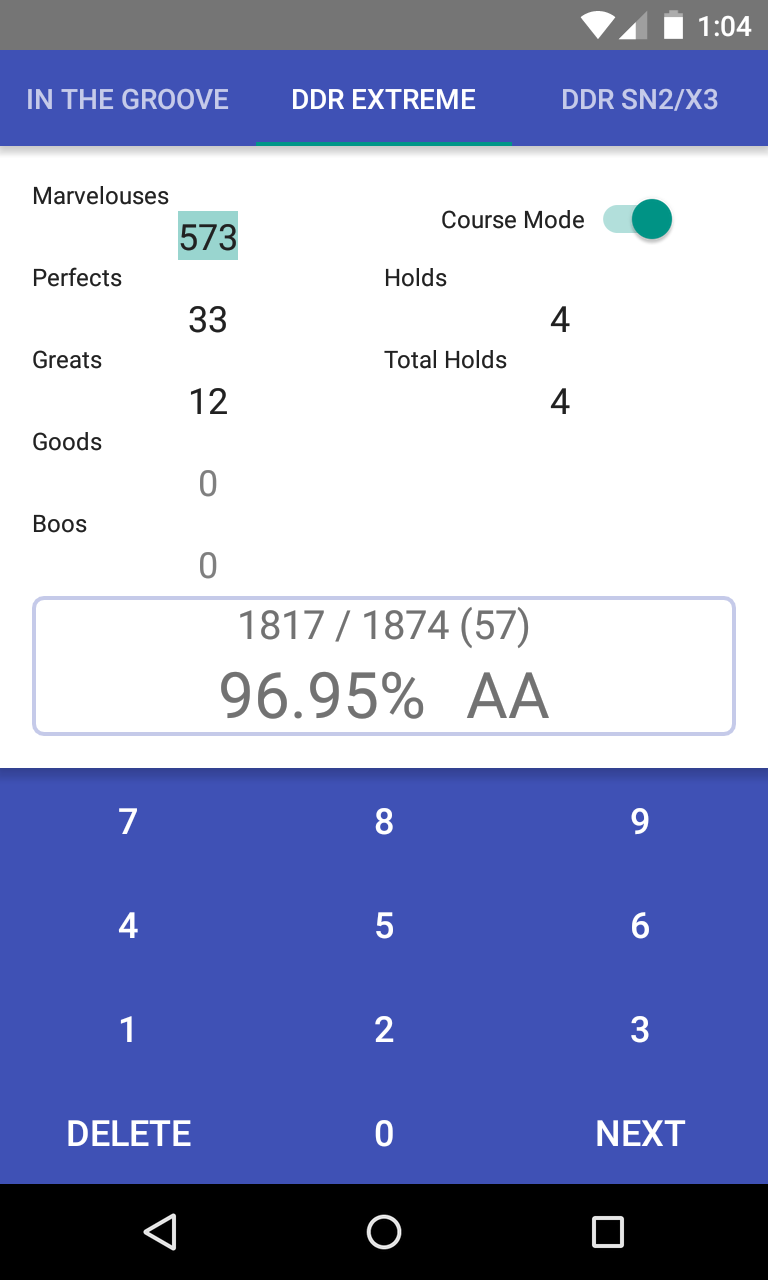 1:04
IN THE GROOVE DDR EXTREME DDR SN2/X3
Marvelouses
573
Course Mode
Perfects
33
Holds
4
Greats
12
Total Holds
4
Goods
0
Boos
0
1817 / 1874 (57)
96.95% AA
7 8 9
4 5 6
1 2 3
DELETE 0 NEXT